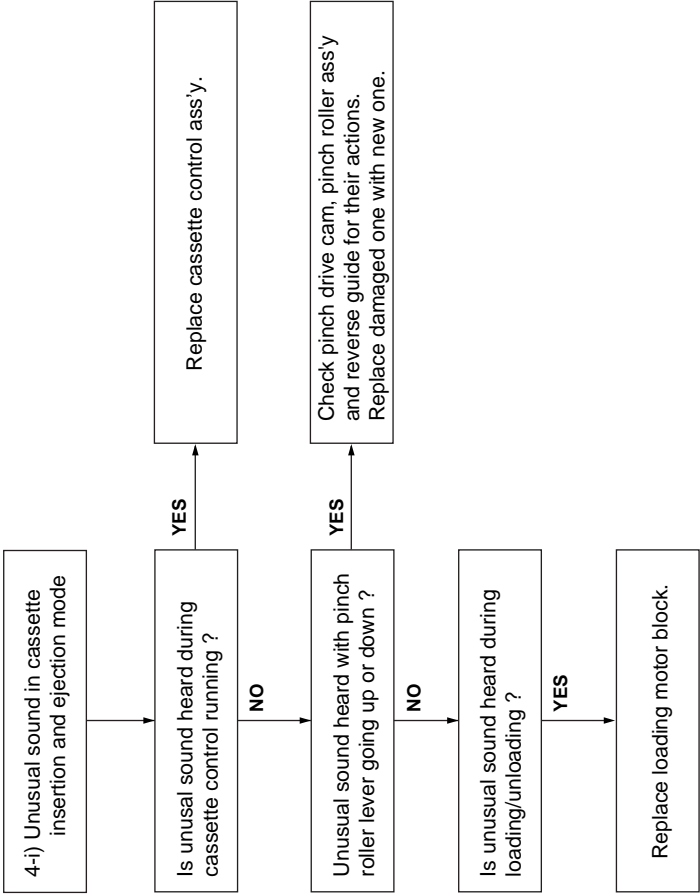 4-i) Unusual sound in cassette
insertion and ejection mode
Is unusual sound heard during
cassette control running ?
YES
Replace cassette control ass'y.
NO
Unusual sound heard with pinch
roller lever going up or down ?
YES
Check pinch drive cam, pinch roller ass'y
and reverse guide for their actions.
Replace damaged one with new one.
NO
Is unusual sound heard during
loading/unloading ?
YES
Replace loading motor block.